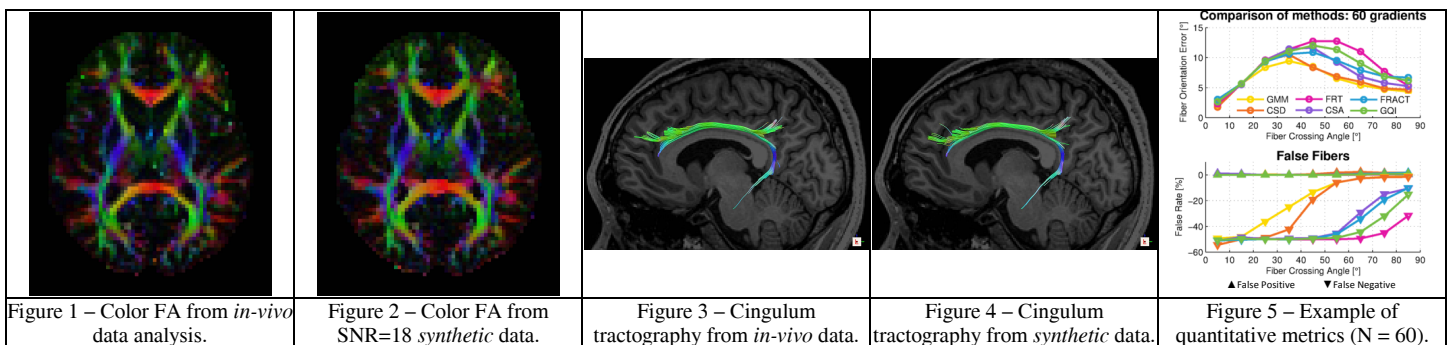 Comparison of methods: 60 gradients
Fiber Orientation Error [°]
15
10
5
0
GMM FRT FRACT
CSD CSA GQI
0 10 20 30 40 50 60 70 80 90
Fiber Crossing Angle [°]
False Fibers
False Rate [%]
0
−20
−40
−60
0 10 20 30 40 50 60 70 80 90
Fiber Crossing Angle [°]
▲False Positive ▼False Negative
Figure 1 – Color FA from in-vivo
data analysis.
Figure 2 – Color FA from
SNR=18 synthetic data.
Figure 3 – Cingulum
tractography from in-vivo data.
Figure 4 – Cingulum
tractography from synthetic data.
Figure 5 – Example of
quantitative metrics (N = 60).